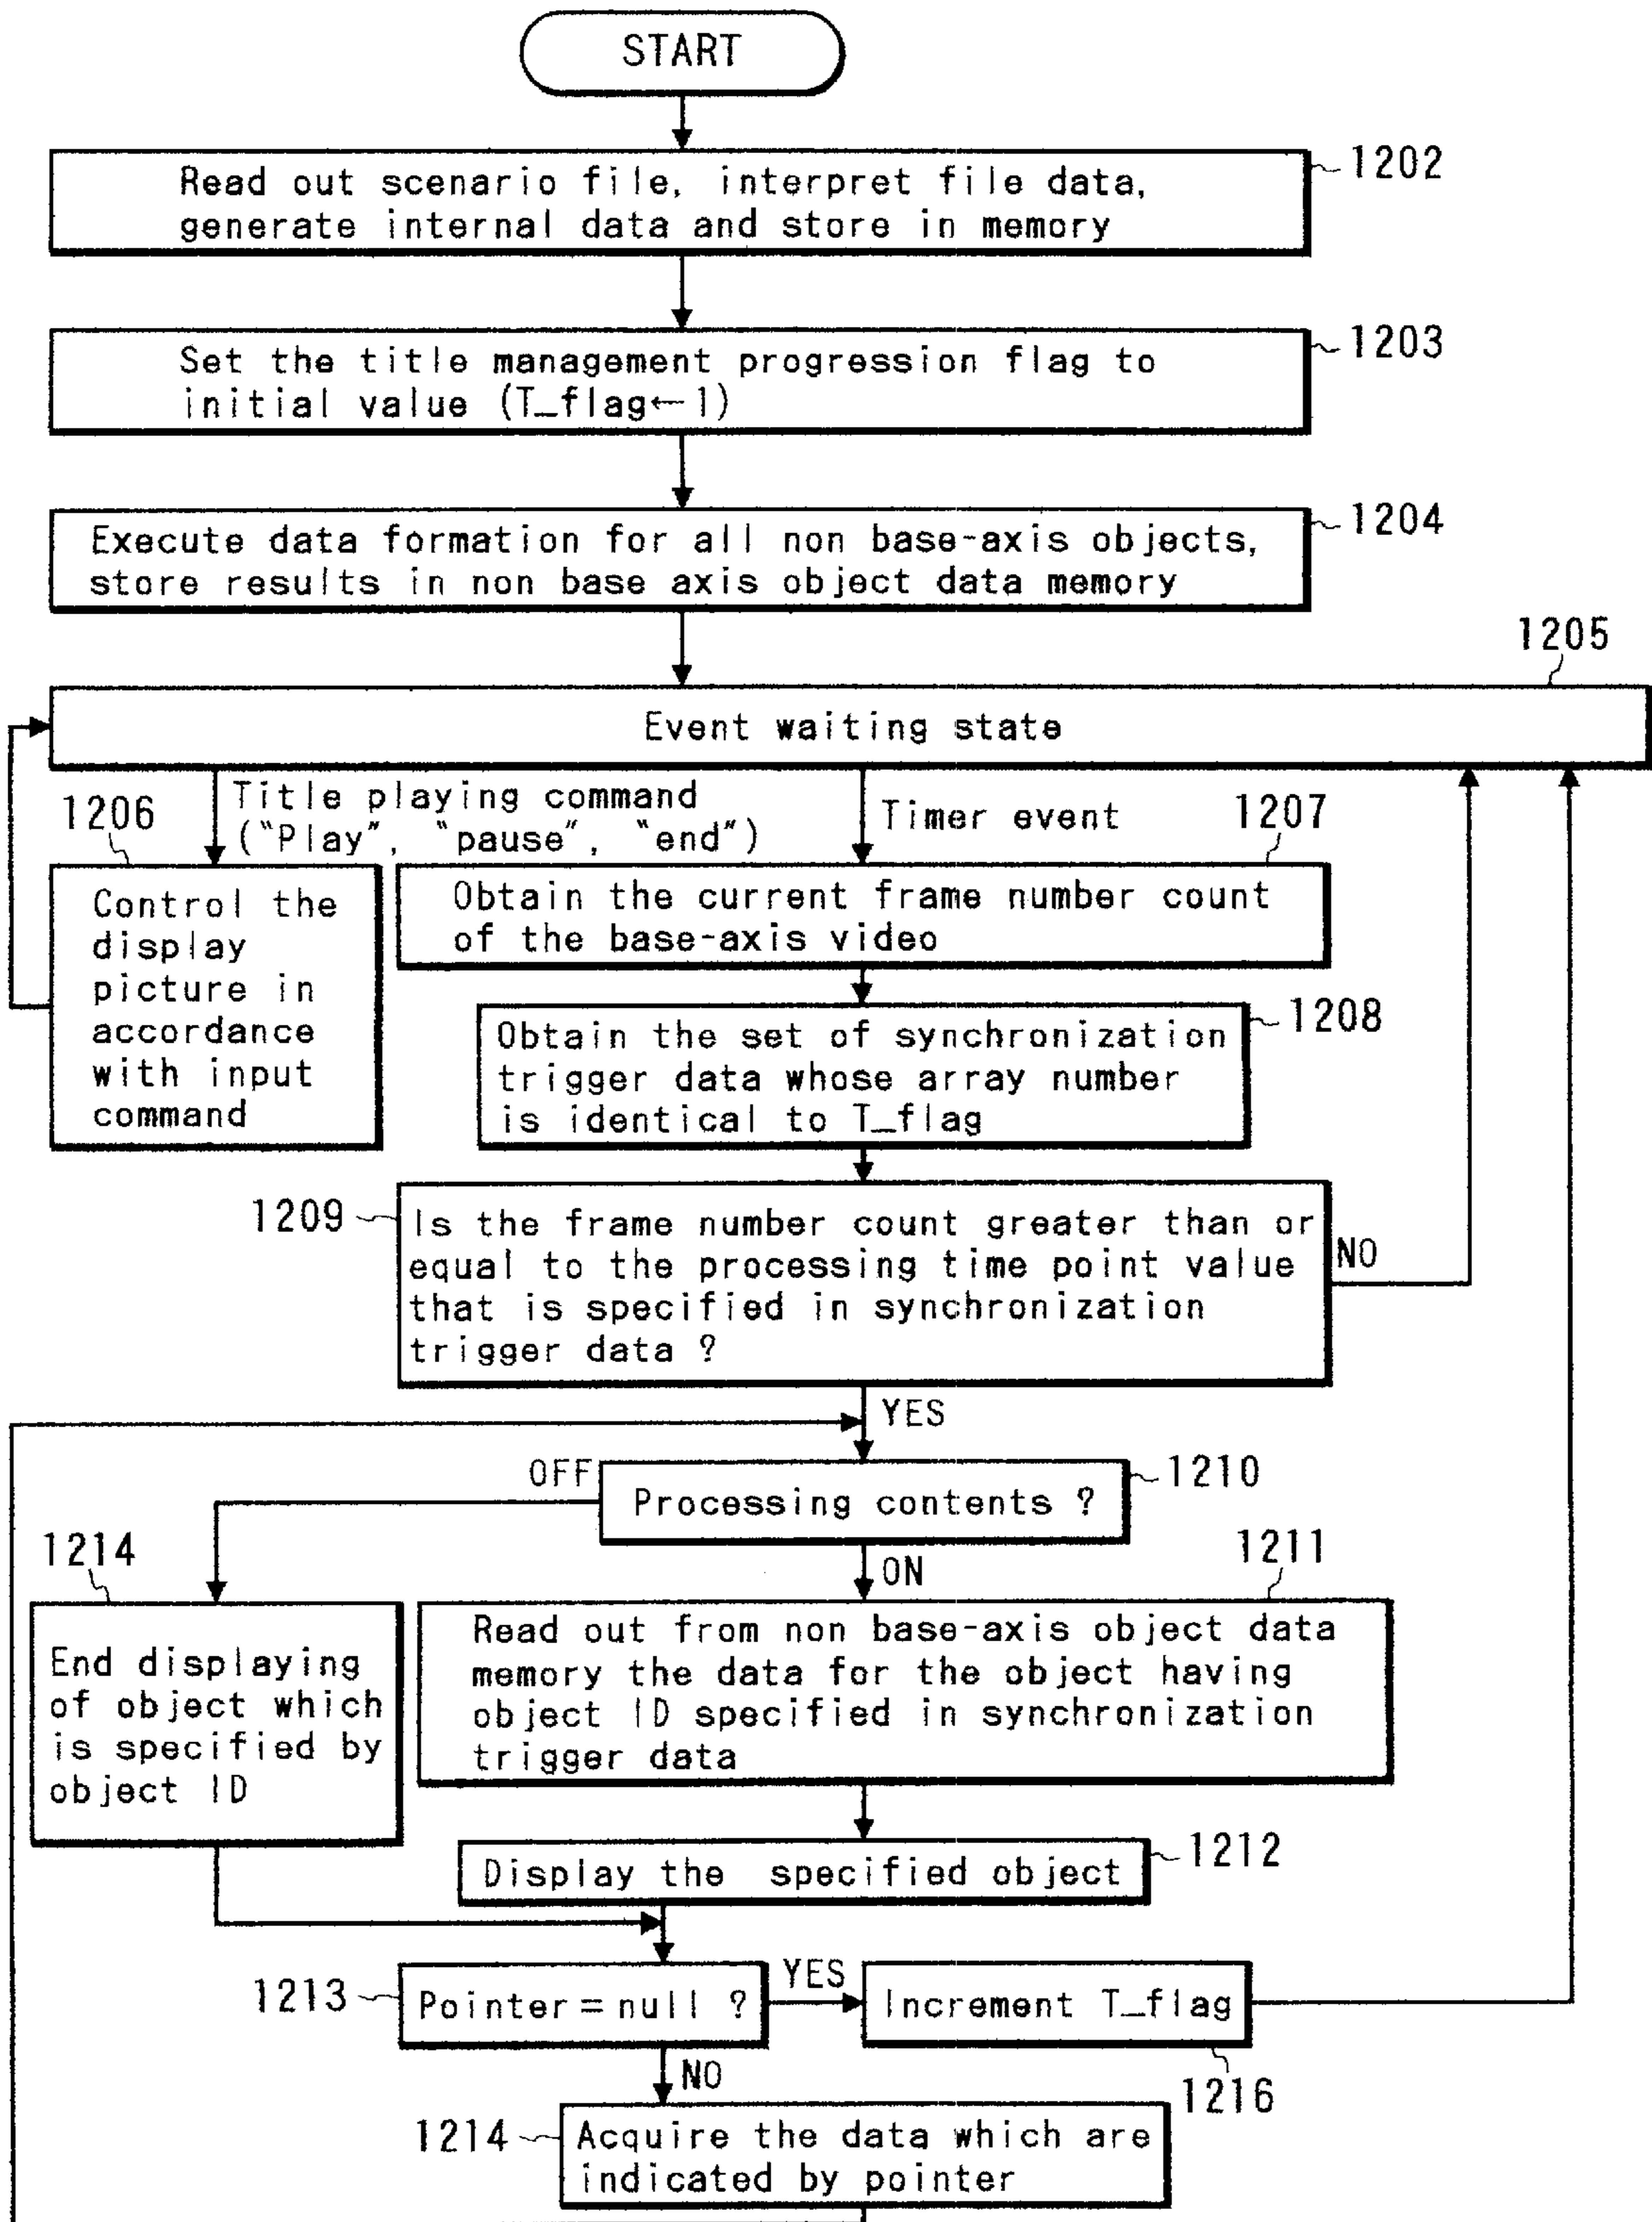 START
1202
Read out scenario file, interpret file data,
generate internal data and store in memory
1203
Set the title management progression flag to
initial value (T_flag←1)
1204
Execute data formation for all non base-axis objects,
store results in non base axis object data memory
1205
Event waiting state
1206
Title playing command
("Play", "pause", "end")
Timer event
1207
Control the
display
picture in
accordance
with input
command
Obtain the current frame number count
of the base-axis video
1208
Obtain the set of synchronization
trigger data whose array number
is identical to T_flag
1209
Is the frame number count greater than or
equal to the processing time point value
that is specified in synchronization
trigger data ?
NO
YES
OFF
1210
Processing contents ?
1214
ON
1211
End displaying
of object which
is specified by
object ID
Read out from non base-axis object data
memory the data for the object having
object ID specified in synchronization
trigger data
1212
Display the specified object
1213
Pointer=null ?
YES
Increment T_flag
NO
1216
1214
Acquire the data which are
indicated by pointer